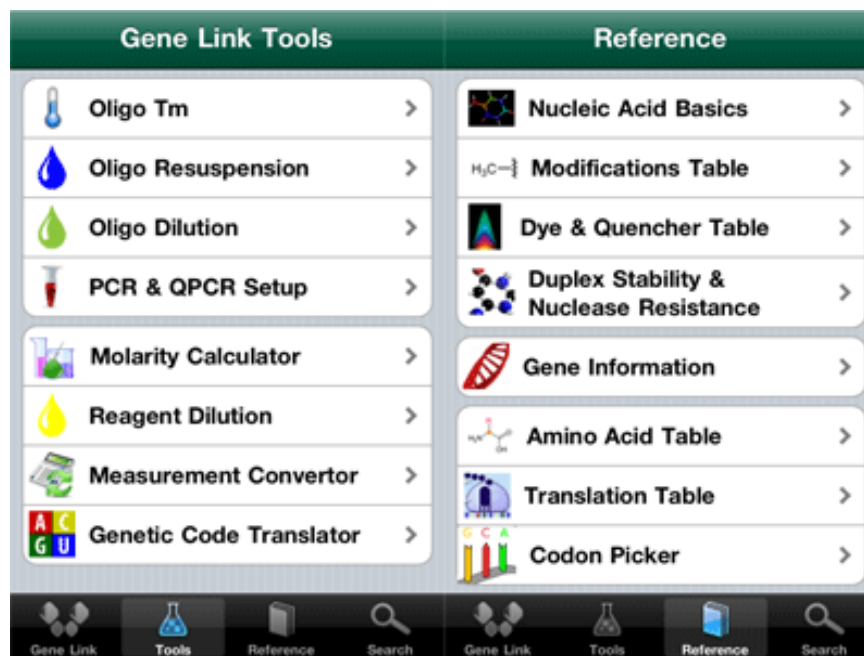 Gene Link Tools
Oligo Tm
Oligo Resuspension
Oligo Dilution
PCR & QPCR Setup
Molarity Calculator
Reagent Dilution
Measurement Convertor
A C
G U
Genetic Code Translator
Gene Link
Tools
Reference
Search
Reference
Nucleic Acid Basics
H₃C
Modifications Table
Dye & Quencher Table
Duplex Stability &
Nuclease Resistance
Gene Information
Amino Acid Table
Translation Table
G C A
Codon Picker
Gene Link
Tools
Reference
Search